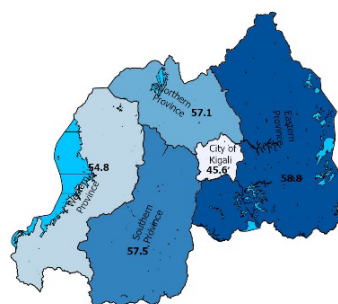 Northern
Province
57.1
Eastern
Province
58.8
City of
Kigali
45.6
Western
Province
54.8
Southern
Province
57.5